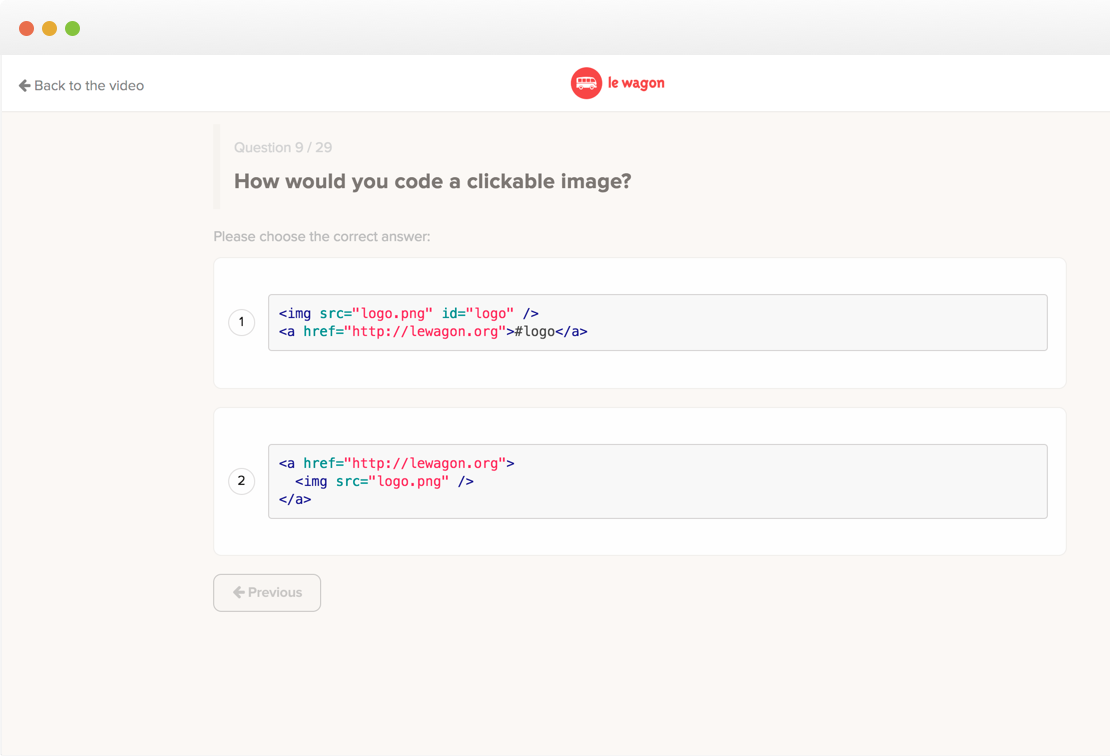 Back to the video
le wagon
Question 9 / 29
How would you code a clickable image?
Please choose the correct answer:
1
<img src="logo.png" id="logo" />
<a href="http://lewagon.org">#logo</a>
2
<a href="http://lewagon.org">
  <img src="logo.png" />
</a>
Previous